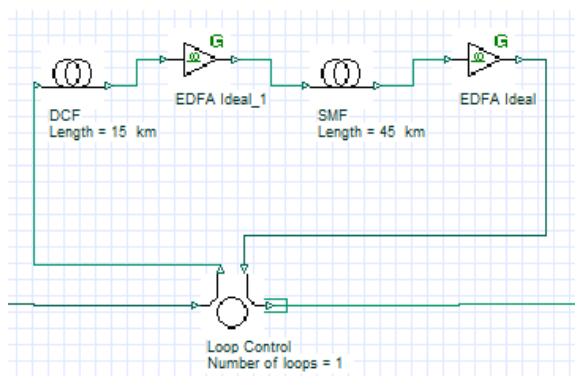 G
G
EDFA Ideal_1
EDFA Ideal
DCF
Length = 15 km
SMF
Length = 45 km
Loop Control
Number of loops = 1